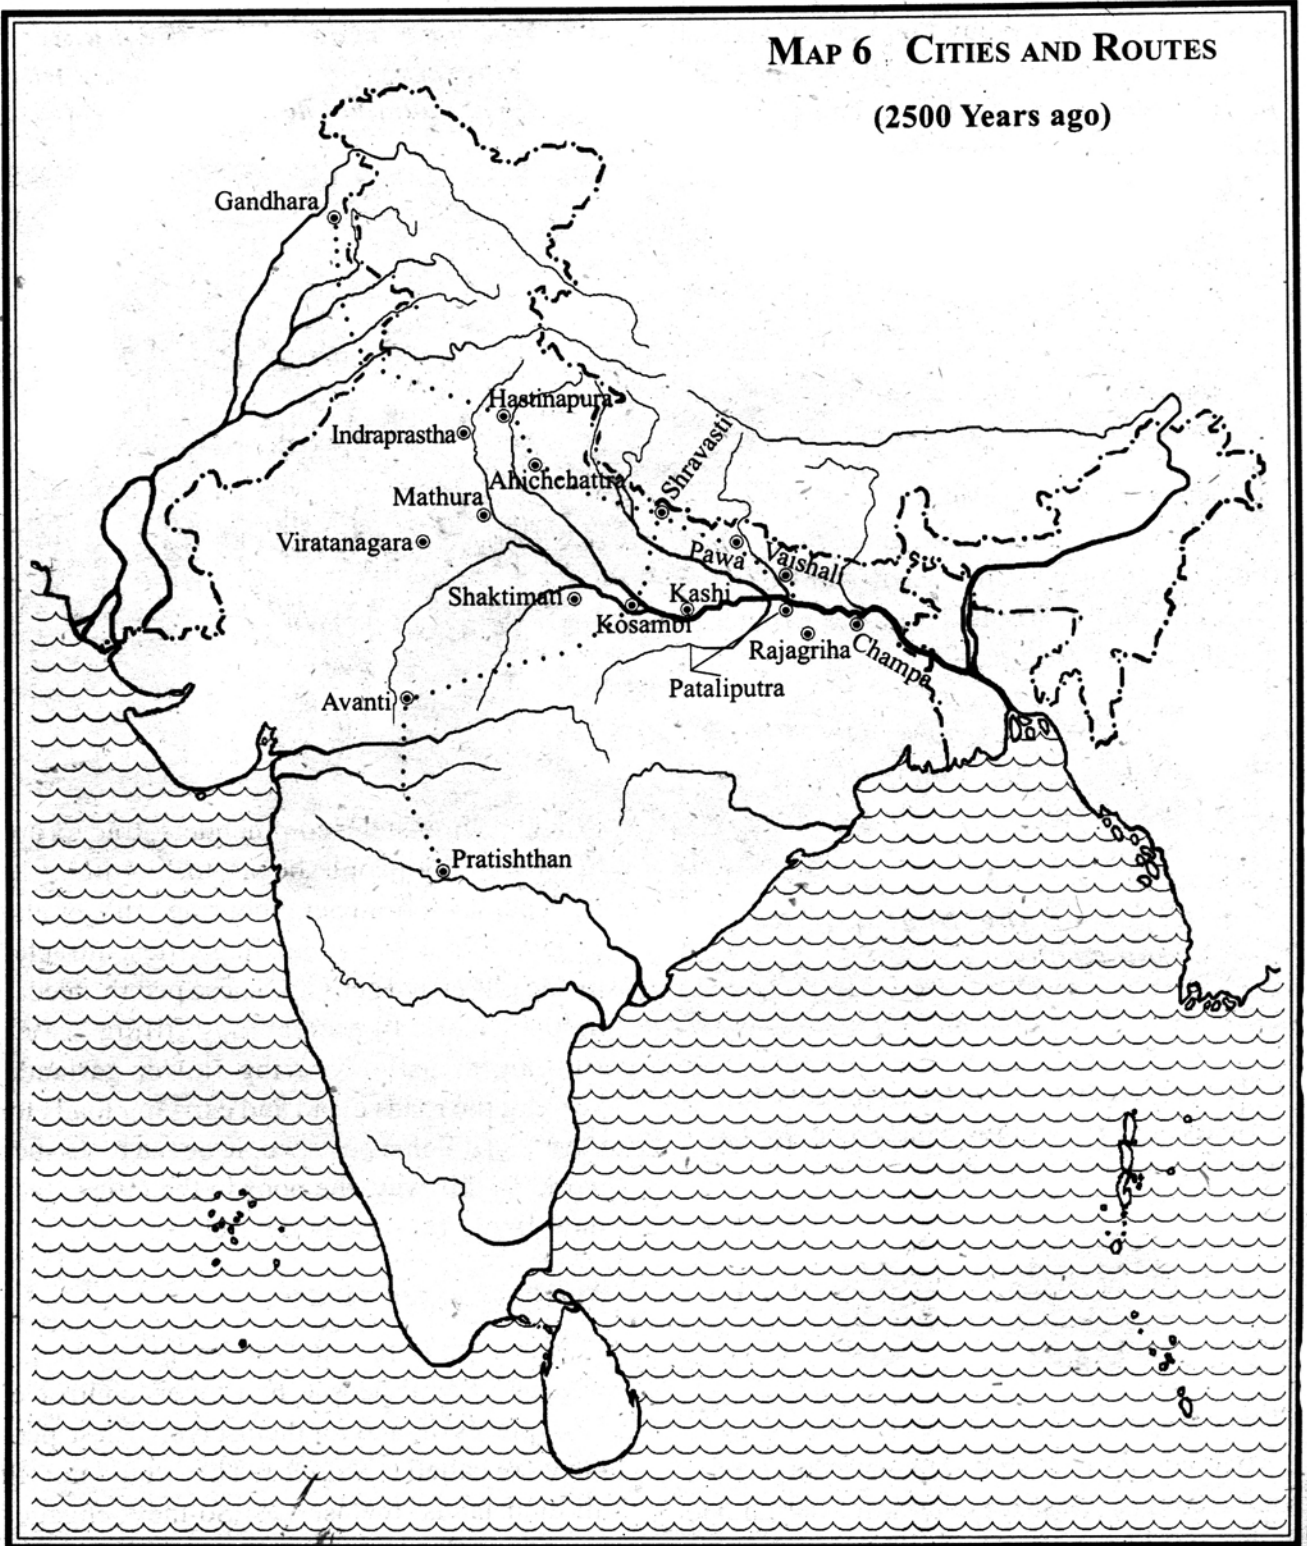 MAP 6 CITIES AND ROUTES
(2500 Years ago)
Gandhara
Hastinapura
Indraprastha
Shravasti
Ahichchattra
Mathura
Viratanagara
Pawa
Vaishali
Shaktimati
Kashi
Kosambi
Rajagriha
Champa
Pataliputra
Avanti
Pratishthan